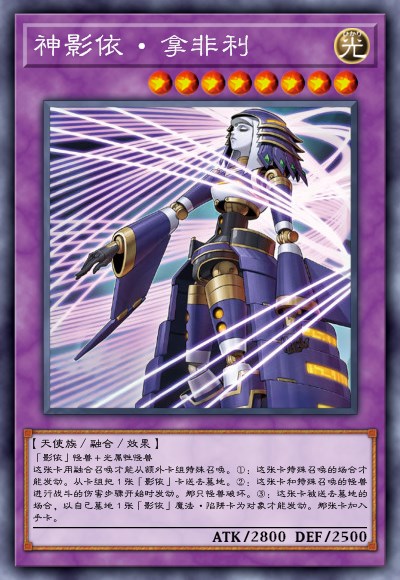 神影依・拿非利
光
【天使族／融合／效果】
「影依」怪兽＋光属性怪兽
这张卡用融合召唤才能从额外卡组特殊召唤。①：这张卡特殊召唤的场合才
能发动。从卡组把1张「影依」卡送去墓地。②：这张卡和特殊召唤的怪兽
进行战斗的伤害步骤开始时发动。那只怪兽破坏。③：这张卡被送去墓地的
场合，以自己墓地1张「影依」魔法・陷阱卡为对象才能发动。那张卡加入
手卡。
ATK/2800 DEF/2500